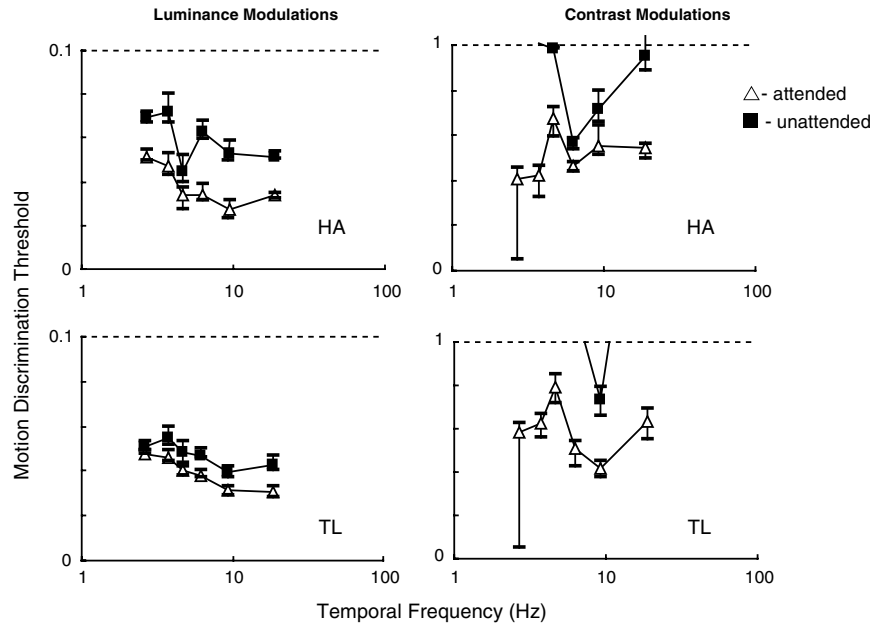 Luminance Modulations
Contrast Modulations
0.1
0
1
10
100
HA
1
0
1
10
100
HA
- attended
- unattended
0.1
0
1
10
100
TL
1
0
1
10
100
TL
Motion Discrimination Threshold
Temporal Frequency (Hz)